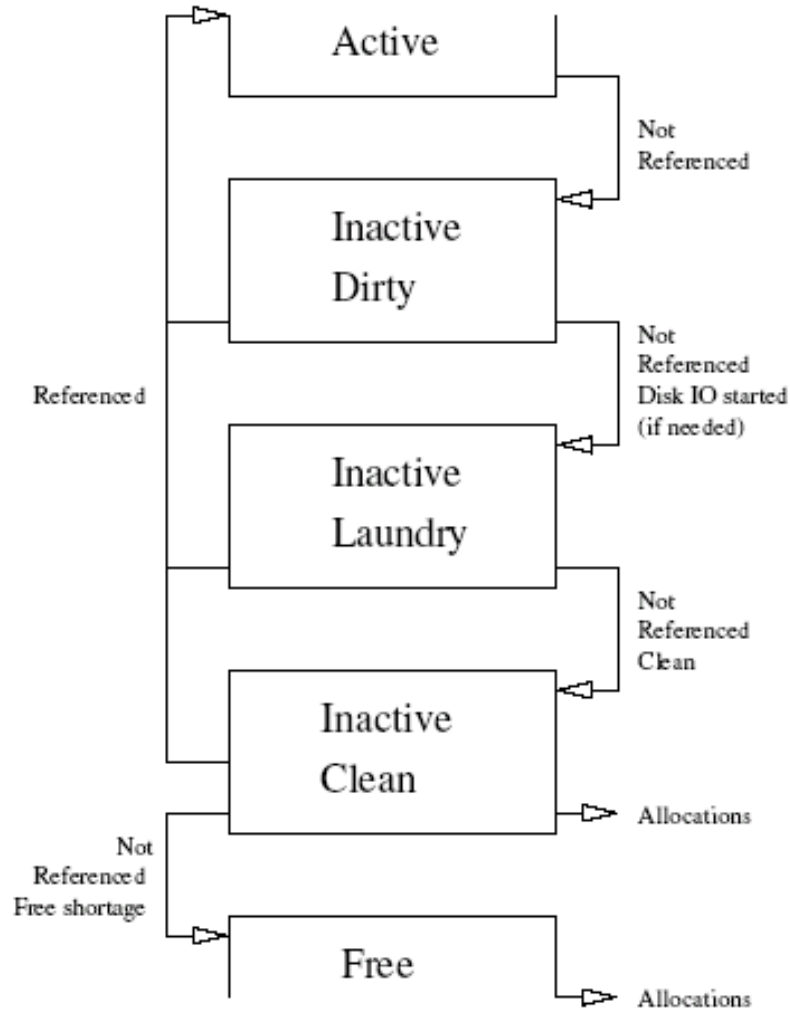 Active
Not
Referenced
Inactive
Dirty
Not
Referenced
Disk IO started
(if needed)
Referenced
Inactive
Laundry
Not
Referenced
Clean
Inactive
Clean
Allocations
Not
Referenced
Free shortage
Free
Allocations